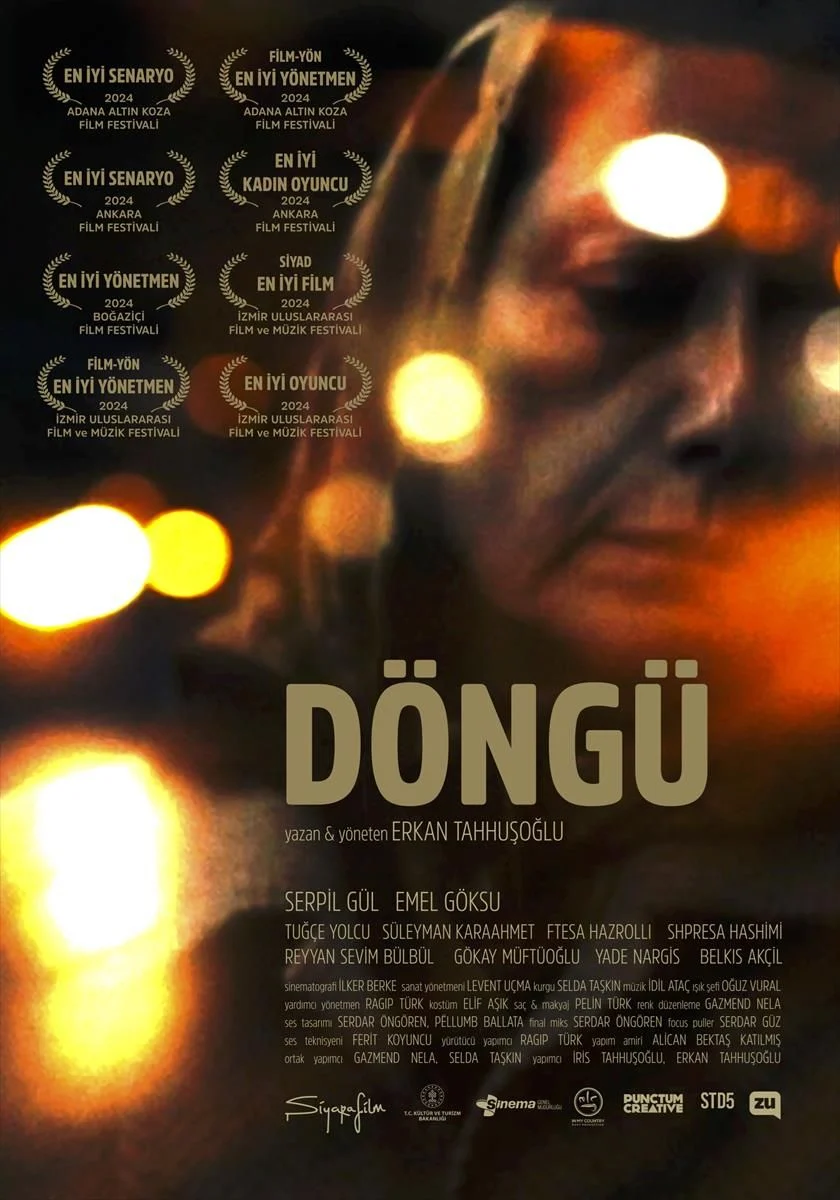 EN İYİ SENARYO
2024
ADANA ALTIN KOZA
FİLM FESTİVALİ
FİLM-YÖN
EN İYİ YÖNETMEN
2024
ADANA ALTIN KOZA
FİLM FESTİVALİ
EN İYİ SENARYO
2024
ANKARA
FİLM FESTİVALİ
EN İYİ
KADIN OYUNCU
2024
ANKARA
FİLM FESTİVALİ
EN İYİ YÖNETMEN
2024
BOĞAZİÇİ
FİLM FESTİVALİ
SİYAD
EN İYİ FİLM
2024
İZMİR ULUSLARARASI
FİLM ve MÜZİK FESTİVALİ
FİLM-YÖN
EN İYİ YÖNETMEN
2024
İZMİR ULUSLARARASI
FİLM ve MÜZİK FESTİVALİ
EN İYİ OYUNCU
2024
İZMİR ULUSLARARASI
FİLM ve MÜZİK FESTİVALİ
DÖNGÜ
yazan & yöneten ERKAN TAHHUŞOĞLU
SERPİL GÜL EMEL GÖKSU
TUĞÇE YOLCU SÜLEYMAN KARAAHMET FTESA HAZROLLI SHPRESA HASHIMI
REYYAN SEVİM BÜLBÜL GÖKAY MÜFTÜOĞLU YADE NARGİS BELKIS AKÇİL
sinematografi İLKER BERKE sanat yönetmeni LEVENT UÇMA kurgu SELDA TAŞKIN müzik İDİL ATAÇ ışık şefi OĞUZ VURAL
yardımcı yönetmen RAGIP TÜRK kostüm ELİF AŞIK saç & makyaj PELİN TÜRK renk düzenleme GAZMEND NELA
ses tasarımı SERDAR ÖNGÖREN, PËLLUMB BALLATA final miks SERDAR ÖNGÖREN focus puller SERDAR GÜZ
ses teknisyeni FERİT KOYUNCU yürütücü yapımcı RAGIP TÜRK yapım amiri ALİCAN BEKTAŞ KATILMIŞ
ortak yapımcı GAZMEND NELA, SELDA TAŞKIN yapımcı İRİS TAHHUŞOĞLU, ERKAN TAHHUŞOĞLU
Siyapafilm
T.C. KÜLTÜR VE TURİZM
BAKANLIĞI
Sinema GENEL
MÜDÜRLÜĞÜ
IN MY COUNTRY
PUNCTUM
CREATIVE
STD5
zu